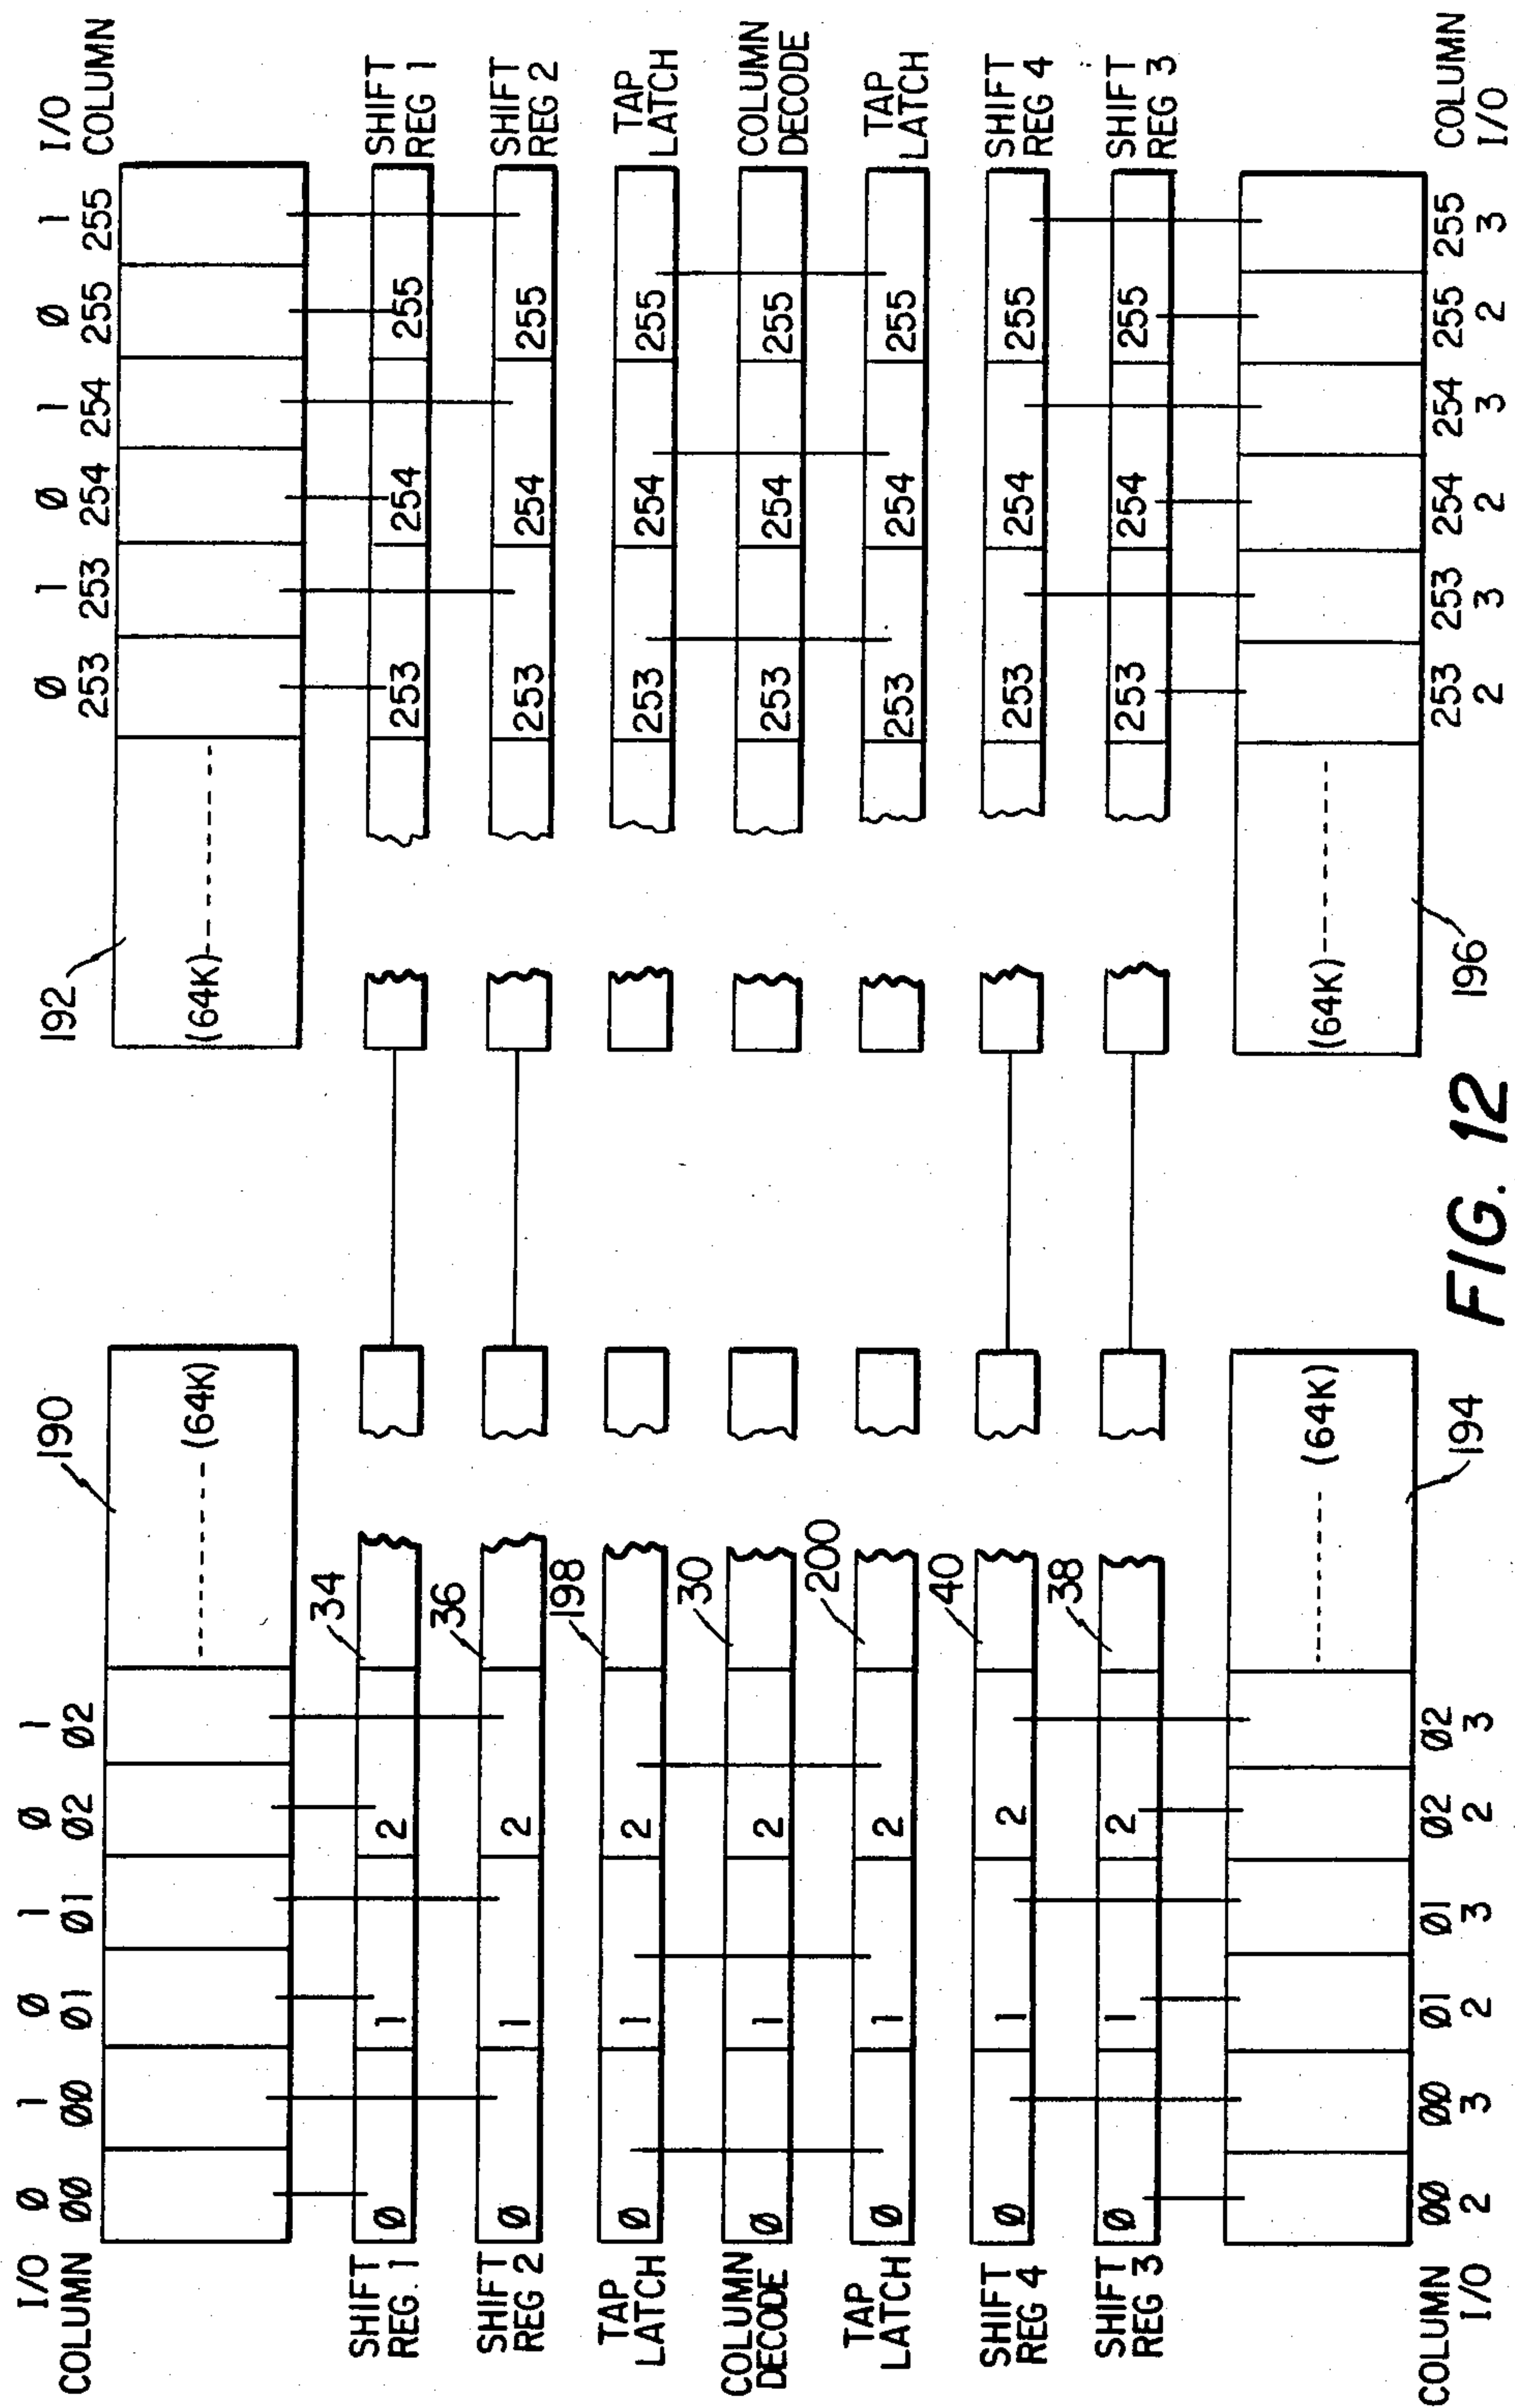 I/O Ø 1 Ø 1 Ø 1
COLUMN ØØ ØØ Ø1 Ø1 Ø2 Ø2
190
(64K)
SHIFT
REG. 1
Ø 1 2
34
SHIFT
REG 2
Ø 1 2
36
TAP
LATCH
Ø 1 2
198
COLUMN
DECODE
Ø 1 2
30
TAP
LATCH
Ø 1 2
200
SHIFT
REG 4
Ø 1 2
40
SHIFT
REG 3
Ø 1 2
38
(64K)
194
COLUMN ØØ ØØ Ø1 Ø1 Ø2 Ø2
I/O 2 3 2 3 2 3
Ø 1 Ø 1 Ø 1 I/O
253 253 254 254 255 255 COLUMN
192
(64K)
253 254 255
SHIFT
REG 1
253 254 255
SHIFT
REG 2
253 254 255
TAP
LATCH
253 254 255
COLUMN
DECODE
253 254 255
TAP
LATCH
253 254 255
SHIFT
REG 4
253 254 255
SHIFT
REG 3
(64K)
196
253 253 254 254 255 255 COLUMN
2 3 2 3 2 3 I/O
FIG. 12